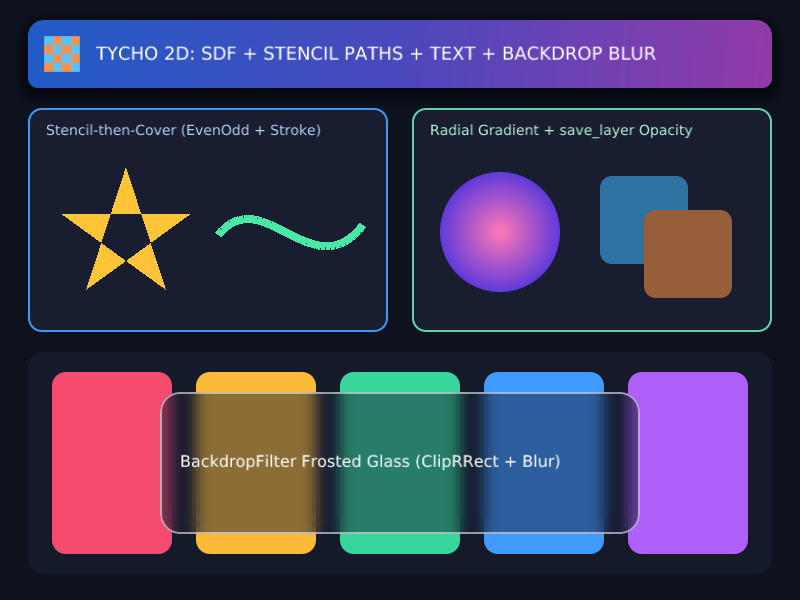 TYCHO 2D: SDF + STENCIL PATHS + TEXT + BACKDROP BLUR
Stencil-then-Cover (EvenOdd + Stroke)
Radial Gradient + save_layer Opacity
BackdropFilter Frosted Glass (ClipRRect + Blur)